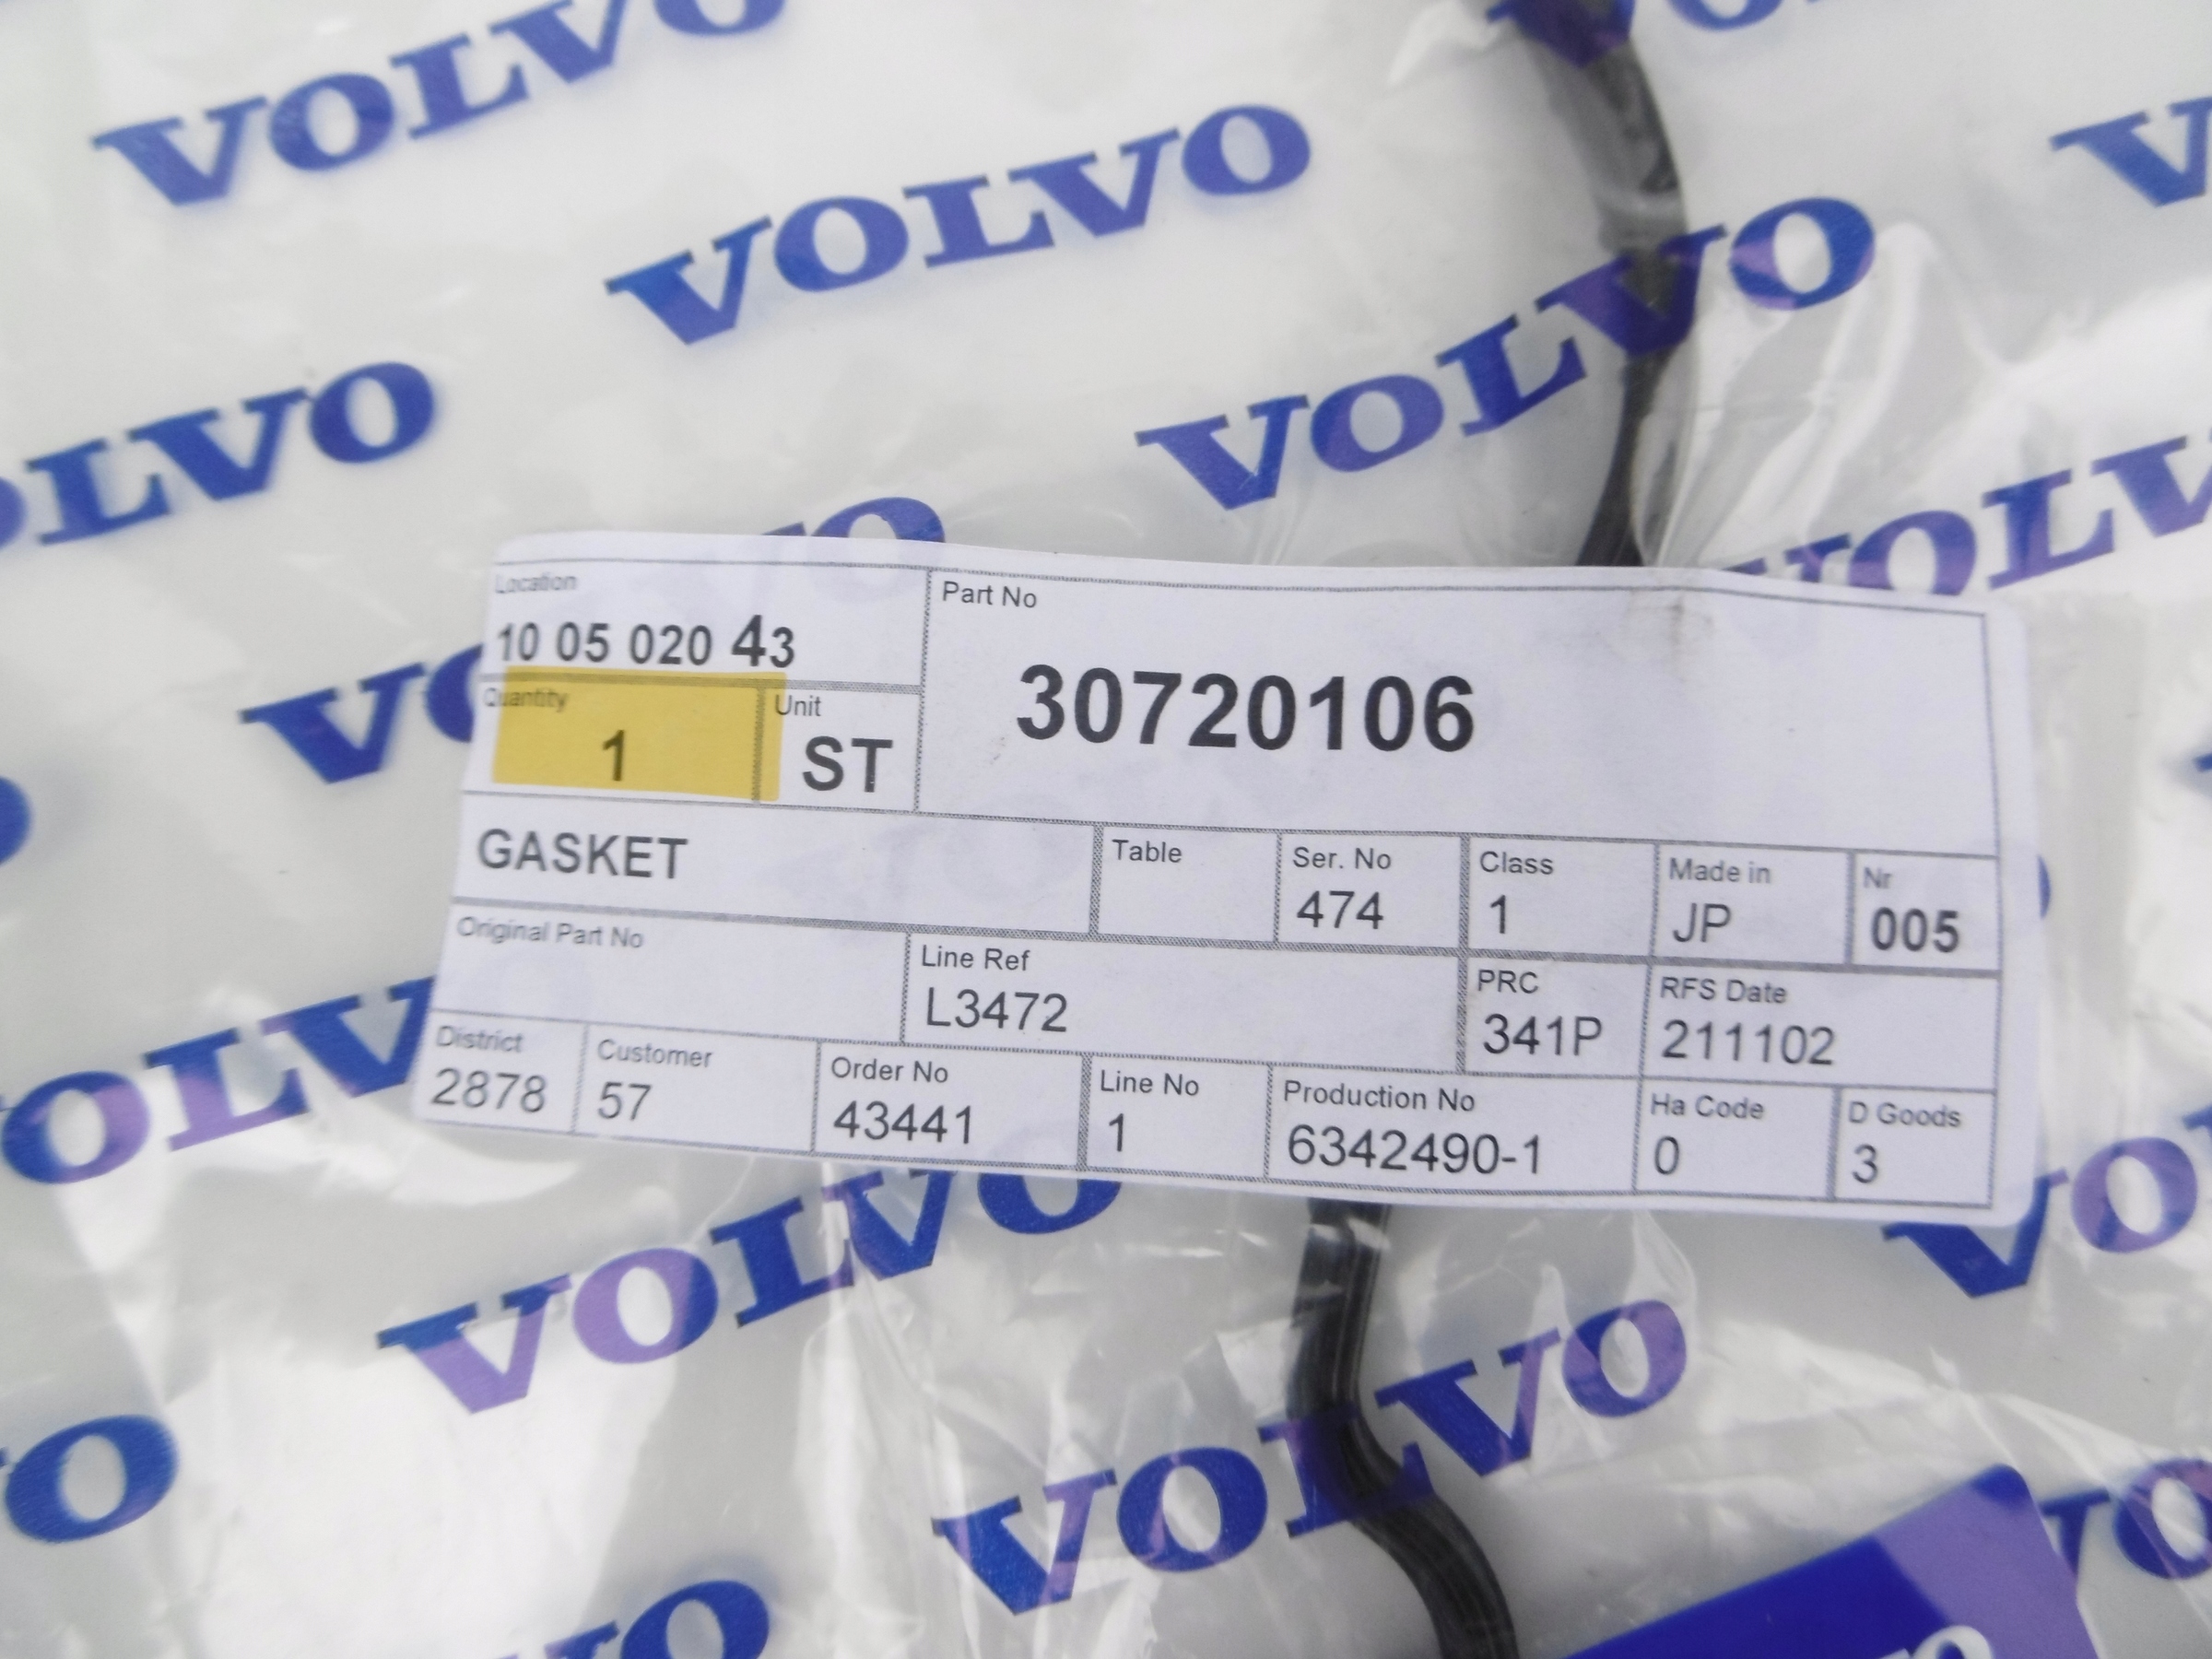 VOLVO
VOLVO
VOLVO
OLVO
Location
10 05 020 43
Quantity
1
Unit
ST
Part No
30720106
GASKET
Table
Ser. No
474
Class
1
Made in
JP
Nr
005
Original Part No
Line Ref
L3472
PRC
341P
RFS Date
211102
District
2878
Customer
57
Order No
43441
Line No
1
Production No
6342490-1
Ha Code
0
D Goods
3
VOLVO
VOLVO